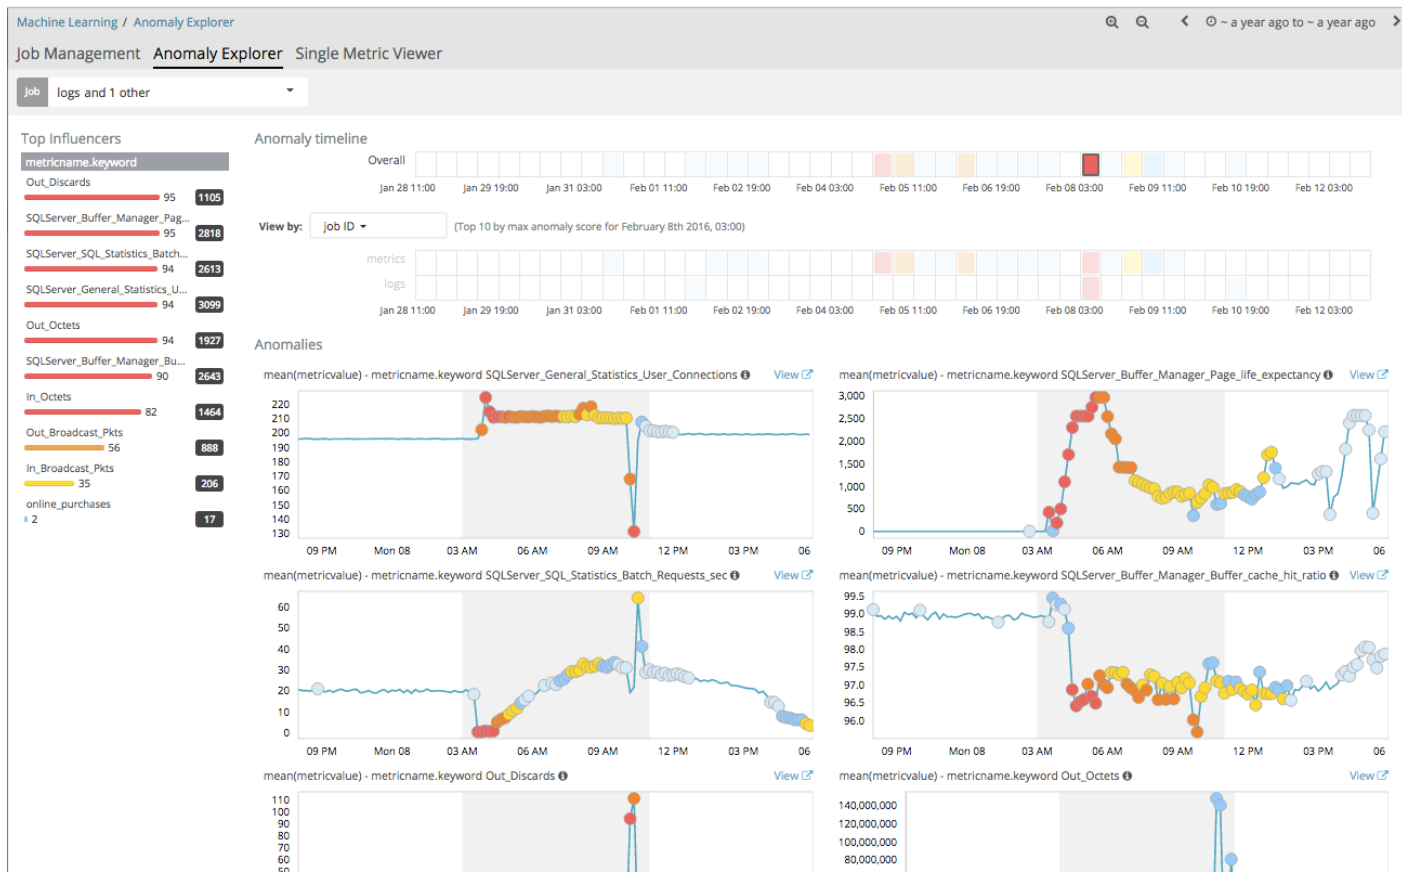 Machine Learning / Anomaly Explorer
~ a year ago to ~ a year ago
Job Management Anomaly Explorer Single Metric Viewer
Job logs and 1 other
Top Influencers
metricname.keyword
Out_Discards
95 1105
SQLServer_Buffer_Manager_Pag...
95 2818
SQLServer_SQL_Statistics_Batch...
94 2613
SQLServer_General_Statistics_U...
94 3099
Out_Octets
94 1927
SQLServer_Buffer_Manager_Bu...
90 2643
In_Octets
82 1464
Out_Broadcast_Pkts
56 888
In_Broadcast_Pkts
35 206
online_purchases
2 17
Anomaly timeline
Overall
Jan 28 11:00 Jan 29 19:00 Jan 31 03:00 Feb 01 11:00 Feb 02 19:00 Feb 04 03:00 Feb 05 11:00 Feb 06 19:00 Feb 08 03:00 Feb 09 11:00 Feb 10 19:00 Feb 12 03:00
View by: job ID (Top 10 by max anomaly score for February 8th 2016, 03:00)
metrics
logs
Jan 28 11:00 Jan 29 19:00 Jan 31 03:00 Feb 01 11:00 Feb 02 19:00 Feb 04 03:00 Feb 05 11:00 Feb 06 19:00 Feb 08 03:00 Feb 09 11:00 Feb 10 19:00 Feb 12 03:00
Anomalies
mean(metricvalue) - metricname.keyword SQLServer_General_Statistics_User_Connections View
220
210
200
190
180
170
160
150
140
130
09 PM Mon 08 03 AM 06 AM 09 AM 12 PM 03 PM 06
mean(metricvalue) - metricname.keyword SQLServer_Buffer_Manager_Page_life_expectancy View
3,000
2,500
2,000
1,500
1,000
500
0
09 PM Mon 08 03 AM 06 AM 09 AM 12 PM 03 PM 06
mean(metricvalue) - metricname.keyword SQLServer_SQL_Statistics_Batch_Requests_sec View
60
50
40
30
20
10
0
09 PM Mon 08 03 AM 06 AM 09 AM 12 PM 03 PM 06
mean(metricvalue) - metricname.keyword SQLServer_Buffer_Manager_Buffer_cache_hit_ratio View
99.5
99.0
98.5
98.0
97.5
97.0
96.5
96.0
09 PM Mon 08 03 AM 06 AM 09 AM 12 PM 03 PM 06
mean(metricvalue) - metricname.keyword Out_Discards View
110
100
90
80
70
60
50
mean(metricvalue) - metricname.keyword Out_Octets View
140,000,000
120,000,000
100,000,000
80,000,000